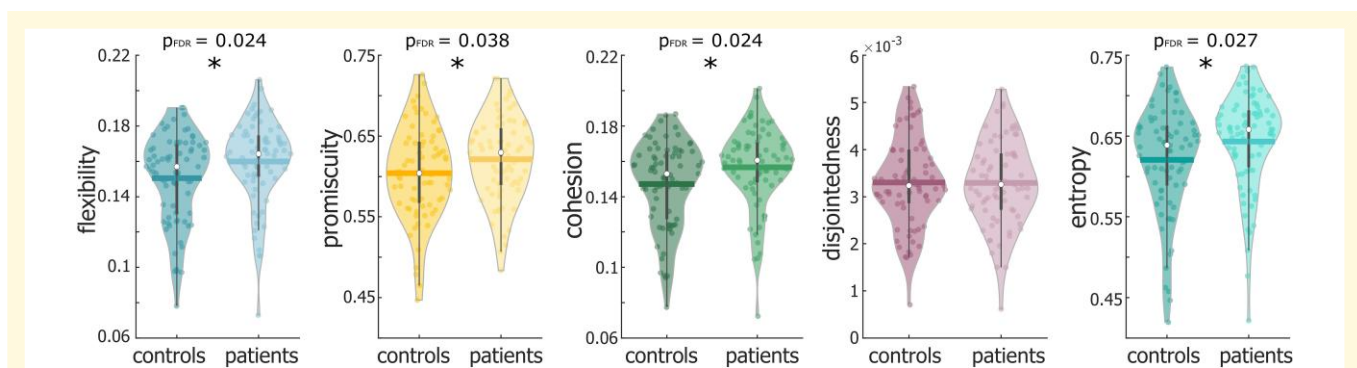 pFDR = 0.024
*
0.22
0.18
0.14
0.1
0.06
flexibility
controls patients
pFDR = 0.038
*
0.75
0.65
0.55
0.45
promiscuity
controls patients
pFDR = 0.024
*
0.22
0.18
0.14
0.1
0.06
cohesion
controls patients
×10⁻³
6
5
4
3
2
1
0
disjointedness
controls patients
pFDR = 0.027
*
0.75
0.65
0.55
0.45
entropy
controls patients